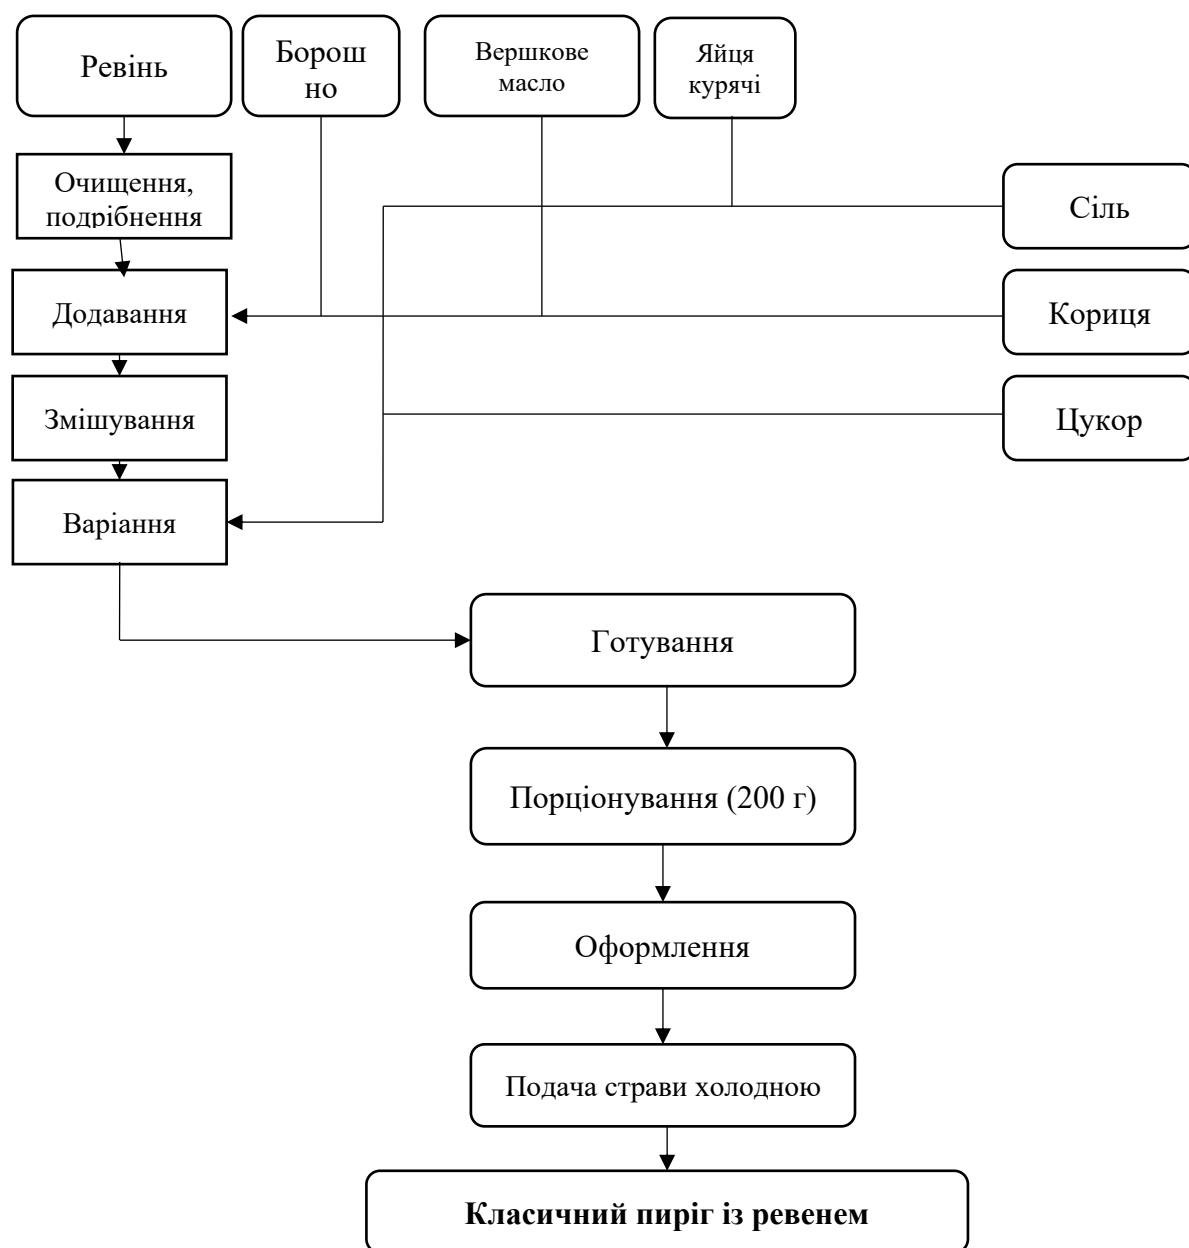 Ревінь
Борош
но
Вершкове
масло
Яйця
курячі
Очищення,
подрібнення
Сіль
Додавання
Кориця
Змішування
Цукор
Варіання
Готування
Порціонування (200 г)
Оформлення
Подача страви холодною
Класичний пиріг із ревенем